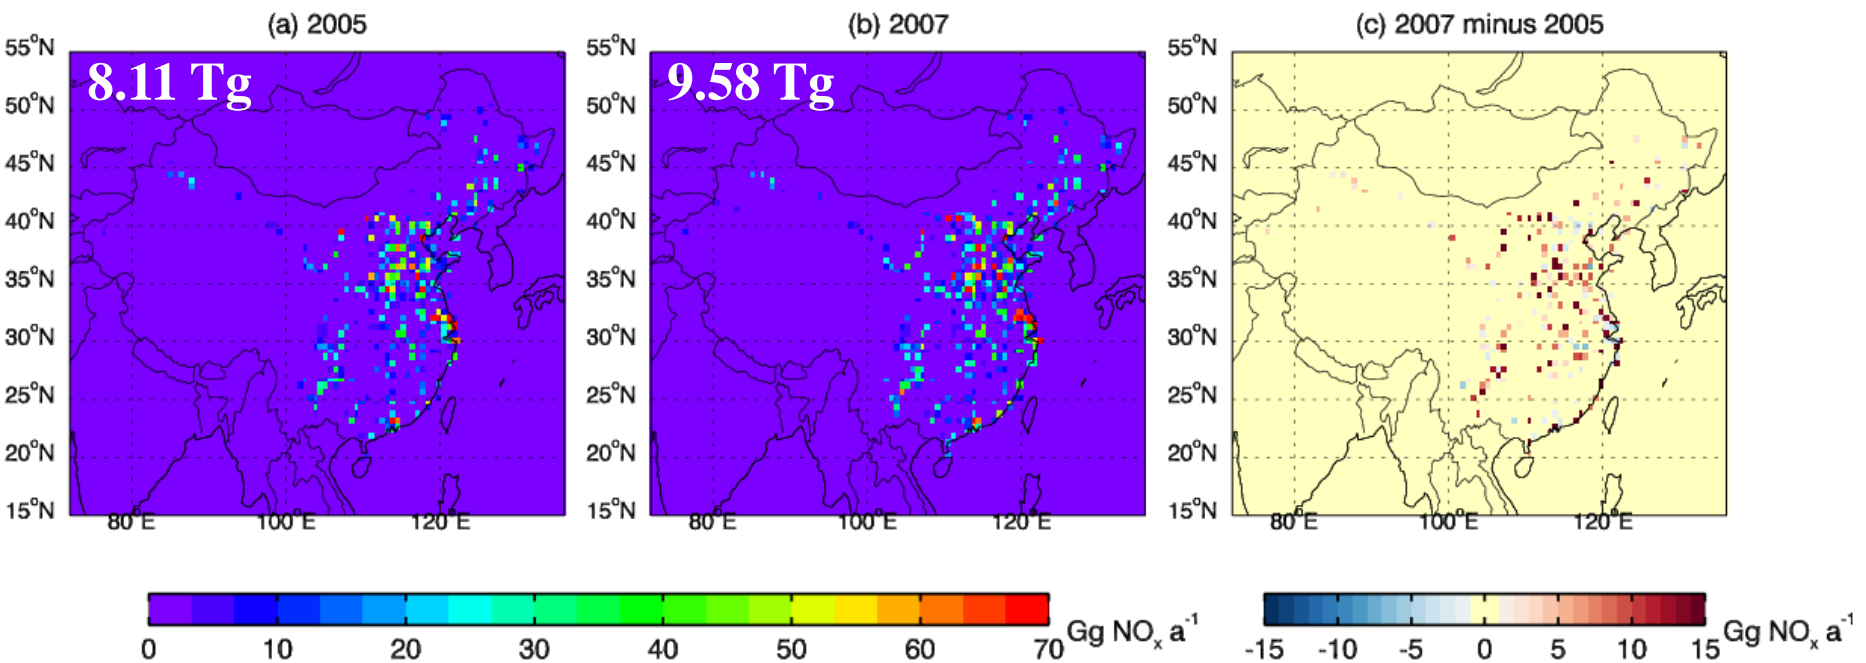 (a) 2005
(b) 2007
(c) 2007 minus 2005
55°N
50°N
45°N
40°N
35°N
30°N
25°N
20°N
15°N
8.11 Tg
80°E
100°E
120°E
55°N
50°N
45°N
40°N
35°N
30°N
25°N
20°N
15°N
9.58 Tg
80°E
100°E
120°E
55°N
50°N
45°N
40°N
35°N
30°N
25°N
20°N
15°N
80°E
100°E
120°E
0 10 20 30 40 50 60 70
Gg NOₓ a⁻¹
-15 -10 -5 0 5 10 15
Gg NOₓ a⁻¹